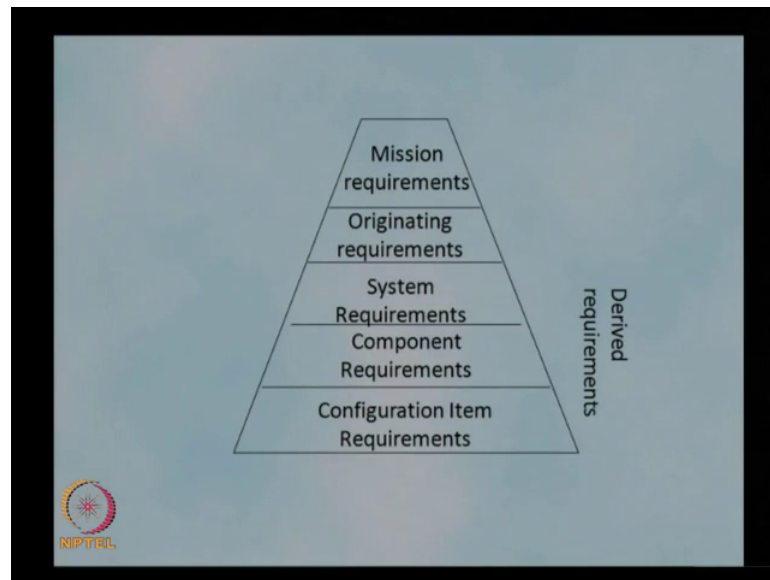 Mission
requirements
Originating
requirements
System
Requirements
Component
Requirements
Configuration Item
Requirements
Derived
requirements
NPTEL